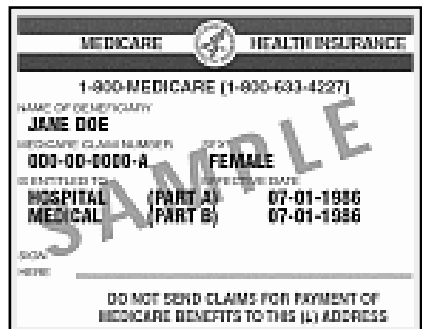 MEDICARE HEALTH INSURANCE
1-800-MEDICARE (1-800-633-4227)
NAME OF BENEFICIARY
JANE DOE
MEDICARE CLAIM NUMBER SEX
000-00-0000-A FEMALE
IS ENTITLED TO EFFECTIVE DATE
HOSPITAL (PART A) 07-01-1986
MEDICAL (PART B) 07-01-1986
SAMPLE
SIGN
HERE
DO NOT SEND CLAIMS FOR PAYMENT OF
MEDICARE BENEFITS TO THIS ADDRESS